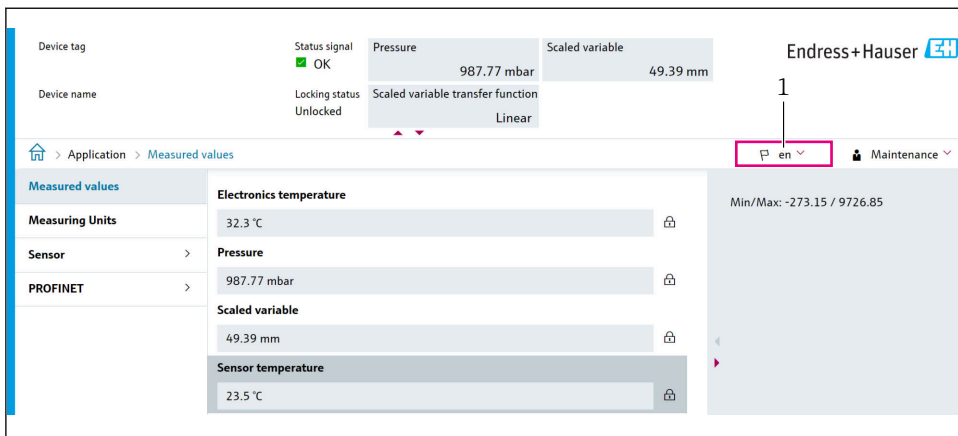 Device tag
Status signal
OK
Pressure
987.77 mbar
Scaled variable
49.39 mm
Endress+Hauser EH
1
Device name
Locking status
Unlocked
Scaled variable transfer function
Linear
> Application > Measured values
en
Maintenance
Measured values
Measuring Units
Sensor >
PROFINET >
Electronics temperature
32.3 °C
Pressure
987.77 mbar
Scaled variable
49.39 mm
Sensor temperature
23.5 °C
Min/Max: -273.15 / 9726.85